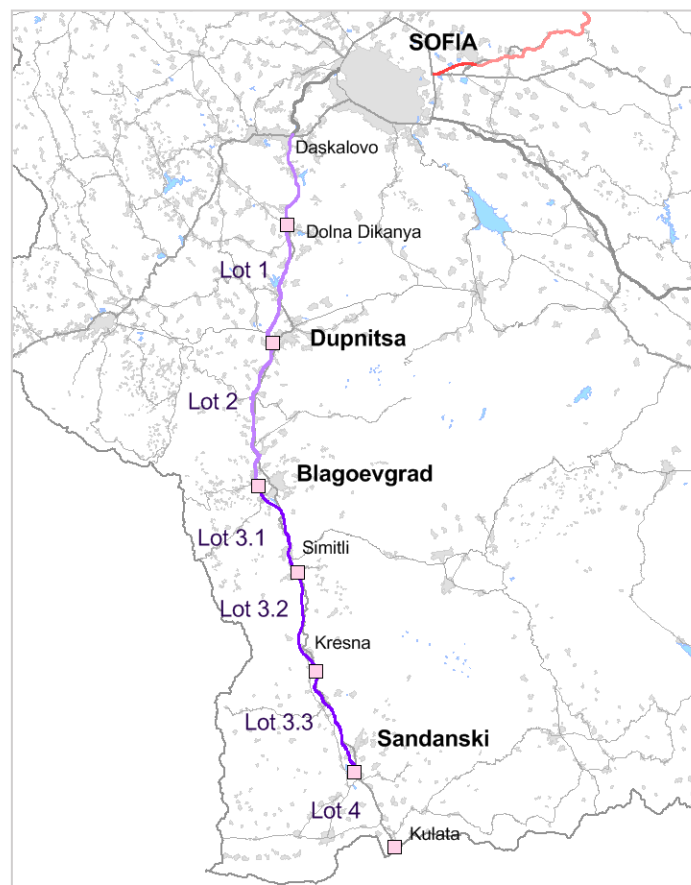 SOFIA
Daskalovo
Dolna Dikanya
Lot 1
Dupnitsa
Lot 2
Blagoevgrad
Lot 3.1
Simitli
Lot 3.2
Kresna
Lot 3.3
Sandanski
Lot 4
Kulata